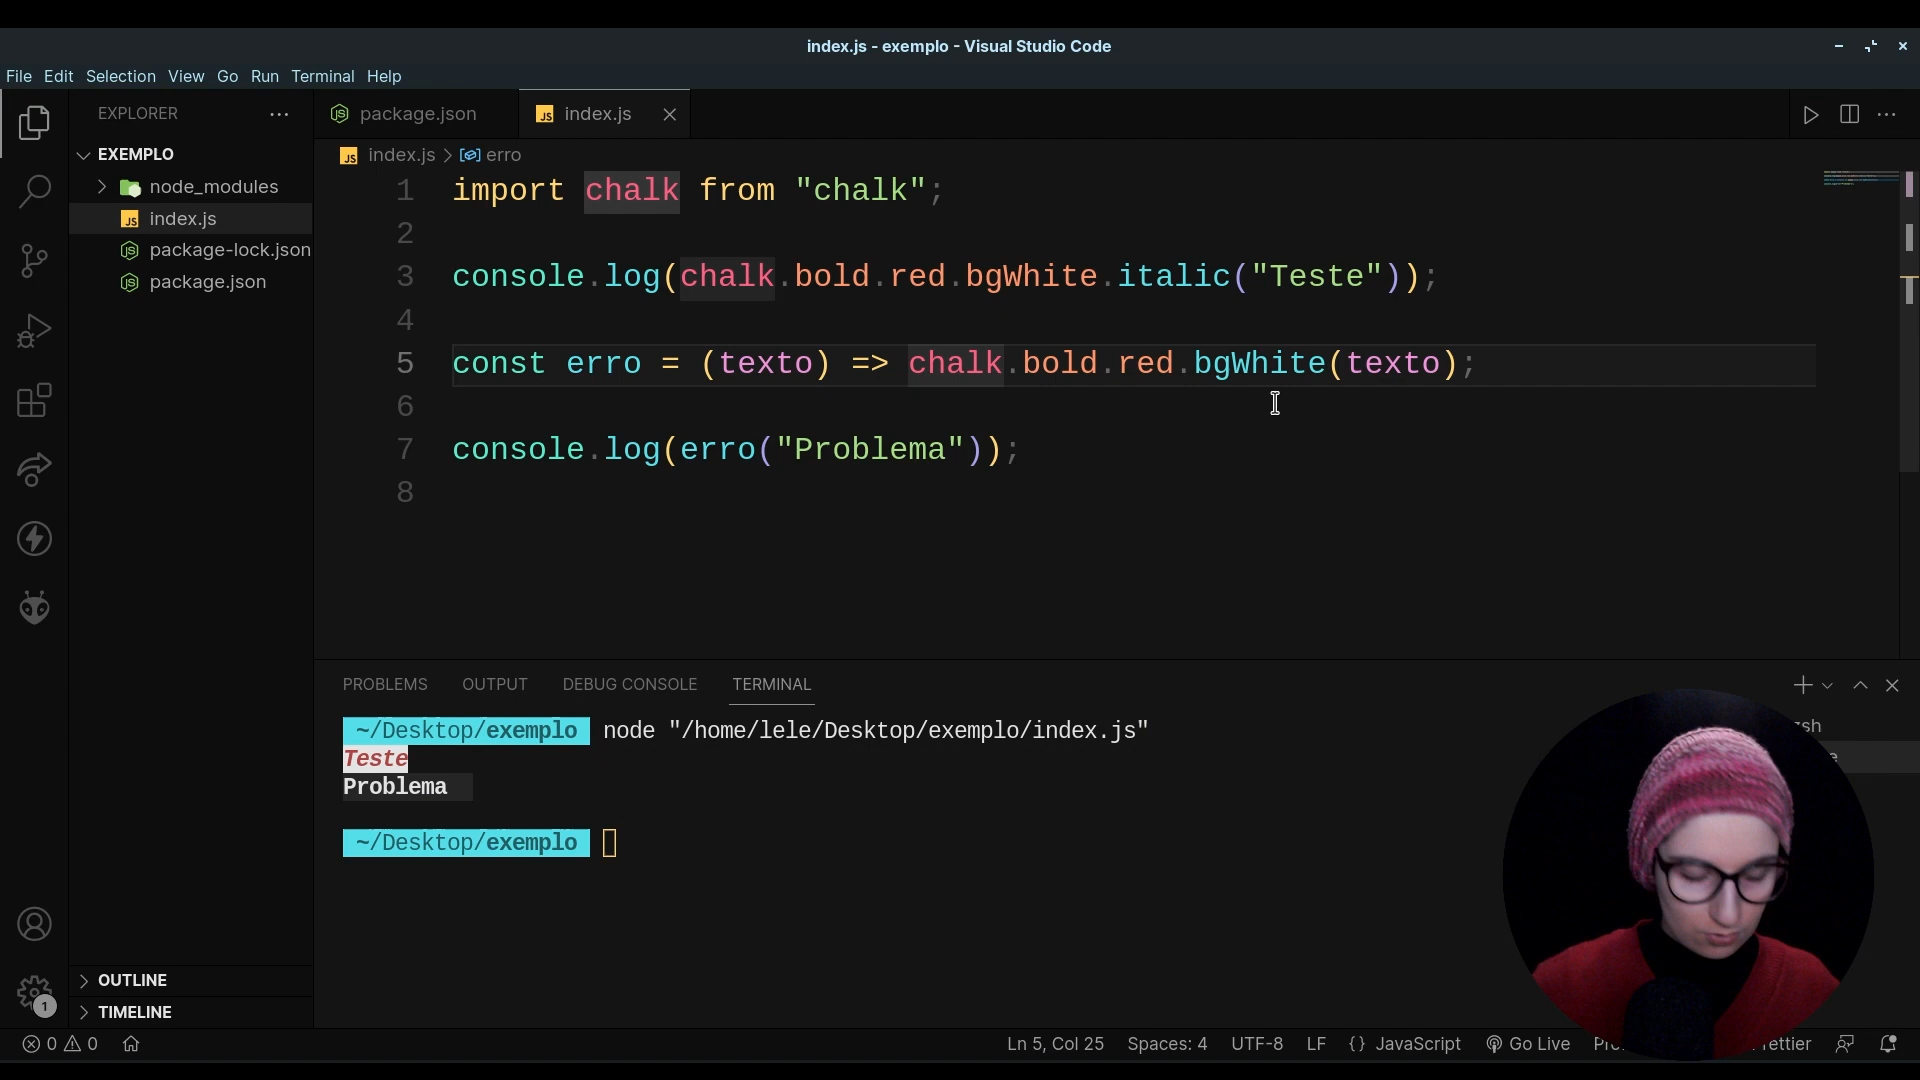 index.js - exemplo - Visual Studio Code
File Edit Selection View Go Run Terminal Help
EXPLORER
EXEMPLO
node_modules
index.js
package-lock.json
package.json
OUTLINE
TIMELINE
package.json
index.js
index.js > erro
1 import chalk from "chalk";
2
3 console.log(chalk.bold.red.bgWhite.italic("Teste"));
4
5 const erro = (texto) => chalk.bold.red.bgWhite(texto);
6
7 console.log(erro("Problema"));
8
PROBLEMS OUTPUT DEBUG CONSOLE TERMINAL
~/Desktop/exemplo node "/home/lele/Desktop/exemplo/index.js"
Teste
Problema
~/Desktop/exemplo
1
0 0 Ln 5, Col 25 Spaces: 4 UTF-8 LF {} JavaScript Go Live